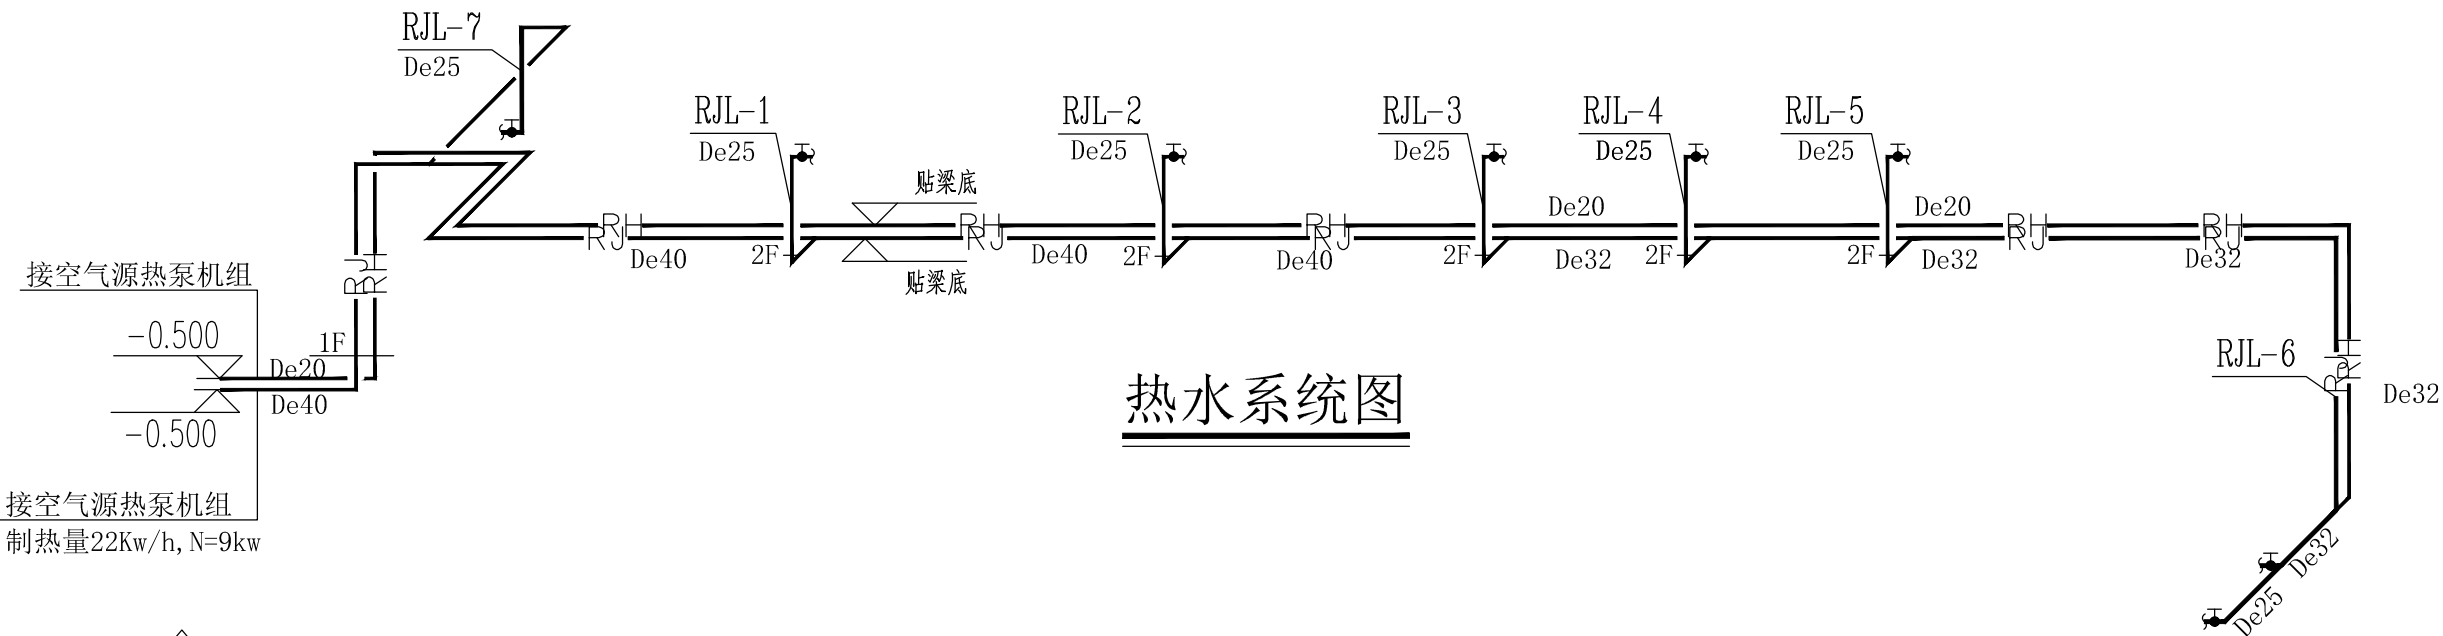 RJL-7
De25
RJL-1
De25
RJL-2
De25
RJL-3
De25
RJL-4
De25
RJL-5
De25
贴梁底
De20
De20
RH
RH
RH
RH
RH
RJ
RJ
RJ
RJ
RJ
De40
2F
De40
2F
De40
2F
De32
2F
2F
De32
De32
贴梁底
接空气源热泵机组
RJ
RH
-0.500
1F
De20
De40
-0.500
热水系统图
RJL-6
RJ
RH
De32
接空气源热泵机组
制热量22Kw/h,N=9kw
De32
De25